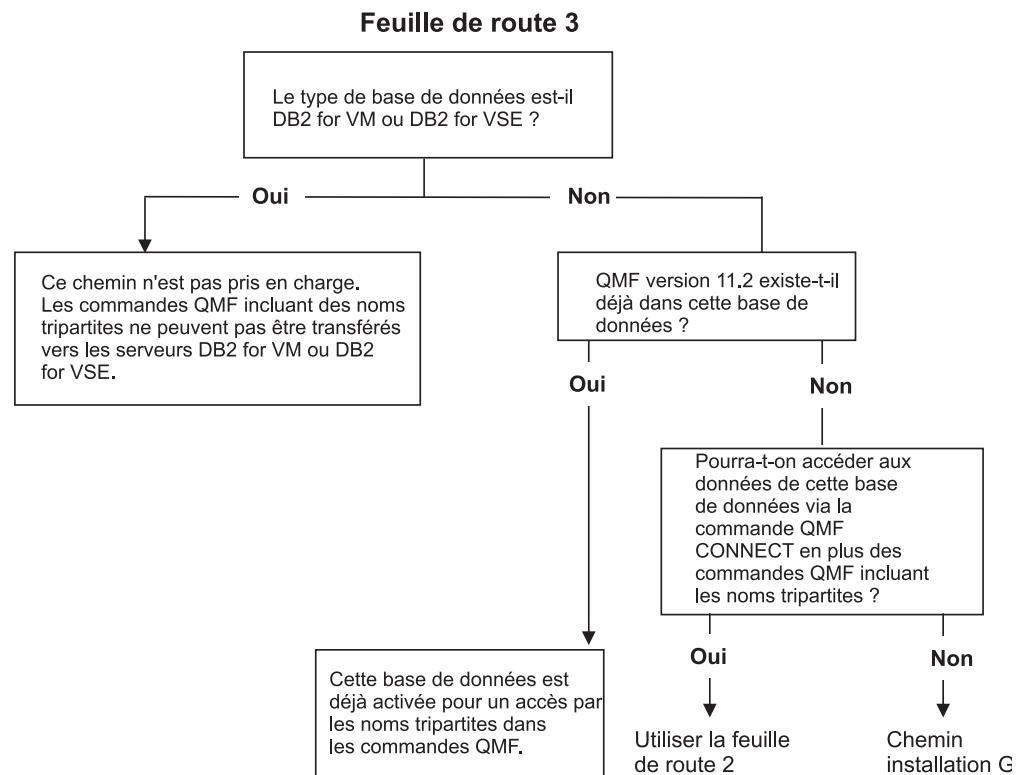 Feuille de route 3
Le type de base de données est-il
DB2 for VM ou DB2 for VSE ?
Oui
Non
Ce chemin n'est pas pris en charge.
Les commandes QMF incluant des noms
tripartites ne peuvent pas être transférés
vers les serveurs DB2 for VM ou DB2
for VSE.
QMF version 11.2 existe-t-il
déjà dans cette base de
données ?
Oui
Non
Pourra-t-on accéder aux
données de cette base
de données via la
commande QMF
CONNECT en plus des
commandes QMF incluant
les noms tripartites ?
Oui
Non
Cette base de données est
déjà activée pour un accès par
les noms tripartites dans
les commandes QMF.
Utiliser la feuille
de route 2
Chemin
installation G